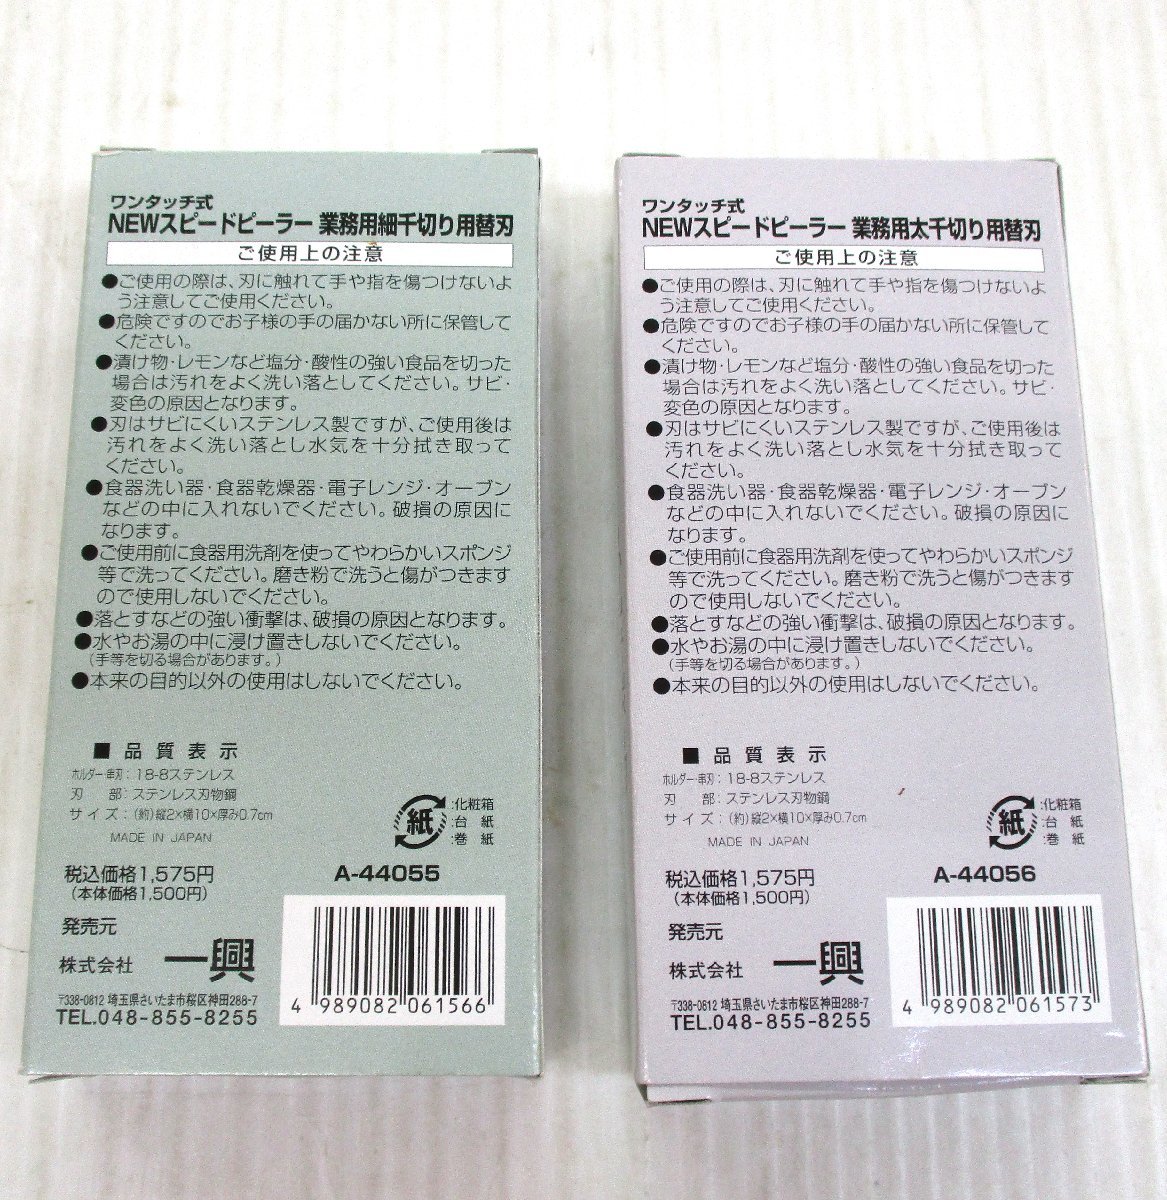 ワンタッチ式
NEWスピードピーラー 業務用細千切り用替刃
ご使用上の注意
●ご使用の際は、刃に触れて手や指を傷つけないよ
う注意してご使用ください。
●危険ですのでお子様の手の届かない所に保管して
ください。
●漬け物・レモンなど塩分・酸性の強い食品を切った
場合は汚れをよく洗い落としてください。サビ・
変色の原因となります。
●刃はサビにくいステンレス製ですが、ご使用後は
汚れをよく洗い落とし水気を十分拭き取って
ください。
●食器洗い器・食器乾燥器・電子レンジ・オーブン
などの中に入れないでください。破損の原因に
なります。
●ご使用前に食器用洗剤を使ってやわらかいスポンジ
等で洗ってください。磨き粉で洗うと傷がつきます
ので使用しないでください。
●落とすなどの強い衝撃は、破損の原因となります。
●水やお湯の中に浸け置きしないでください。
(手等を切る場合があります。)
●本来の目的以外の使用はしないでください。
■ 品質表示
ホルダー・串刃：18-8ステンレス
刃 部：ステンレス刃物鋼
サイズ：(約)縦2×横10×厚み0.7cm
MADE IN JAPAN
紙
:化粧箱
:台 紙
:巻 紙
税込価格1,575円
(本体価格1,500円)
A-44055
発売元
株式会社 一興
〒338-0812 埼玉県さいたま市桜区神田288-7
TEL.048-855-8255
4 989082 061566
ワンタッチ式
NEWスピードピーラー 業務用太千切り用替刃
ご使用上の注意
●ご使用の際は、刃に触れて手や指を傷つけないよ
う注意してご使用ください。
●危険ですのでお子様の手の届かない所に保管して
ください。
●漬け物・レモンなど塩分・酸性の強い食品を切った
場合は汚れをよく洗い落としてください。サビ・
変色の原因となります。
●刃はサビにくいステンレス製ですが、ご使用後は
汚れをよく洗い落とし水気を十分拭き取って
ください。
●食器洗い器・食器乾燥器・電子レンジ・オーブン
などの中に入れないでください。破損の原因に
なります。
●ご使用前に食器用洗剤を使ってやわらかいスポンジ
等で洗ってください。磨き粉で洗うと傷がつきます
ので使用しないでください。
●落とすなどの強い衝撃は、破損の原因となります。
●水やお湯の中に浸け置きしないでください。
(手等を切る場合があります。)
●本来の目的以外の使用はしないでください。
■ 品質表示
ホルダー・串刃：18-8ステンレス
刃 部：ステンレス刃物鋼
サイズ：(約)縦2×横10×厚み0.7cm
MADE IN JAPAN
紙
:化粧箱
:台 紙
:巻 紙
税込価格1,575円
(本体価格1,500円)
A-44056
発売元
株式会社 一興
〒338-0812 埼玉県さいたま市桜区神田288-7
TEL.048-855-8255
4 989082 061573